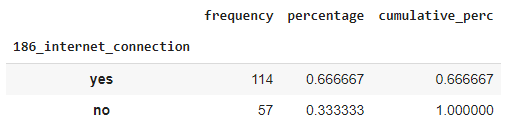 frequency percentage cumulative_perc
186_internet_connection
yes 114 0.666667 0.666667
no 57 0.333333 1.000000